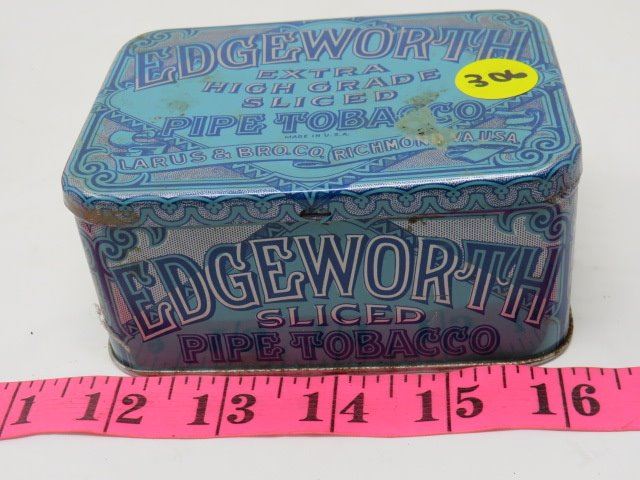 EDGEWORTH
EXTRA
HIGH GRADE
SLICED
PIPE TOBACCO
MADE IN U.S.A.
LARUS & BRO. CO. RICHMOND, VA. U.S.A.
306
EDGEWORTH
SLICED
PIPE TOBACCO
1 12 13 14 15 16